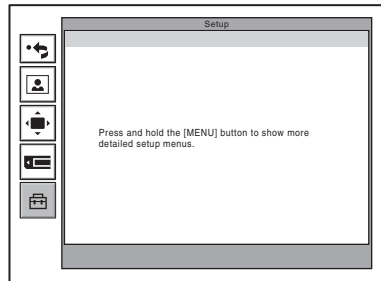 Setup
Press and hold the [MENU] button to show more
detailed setup menus.